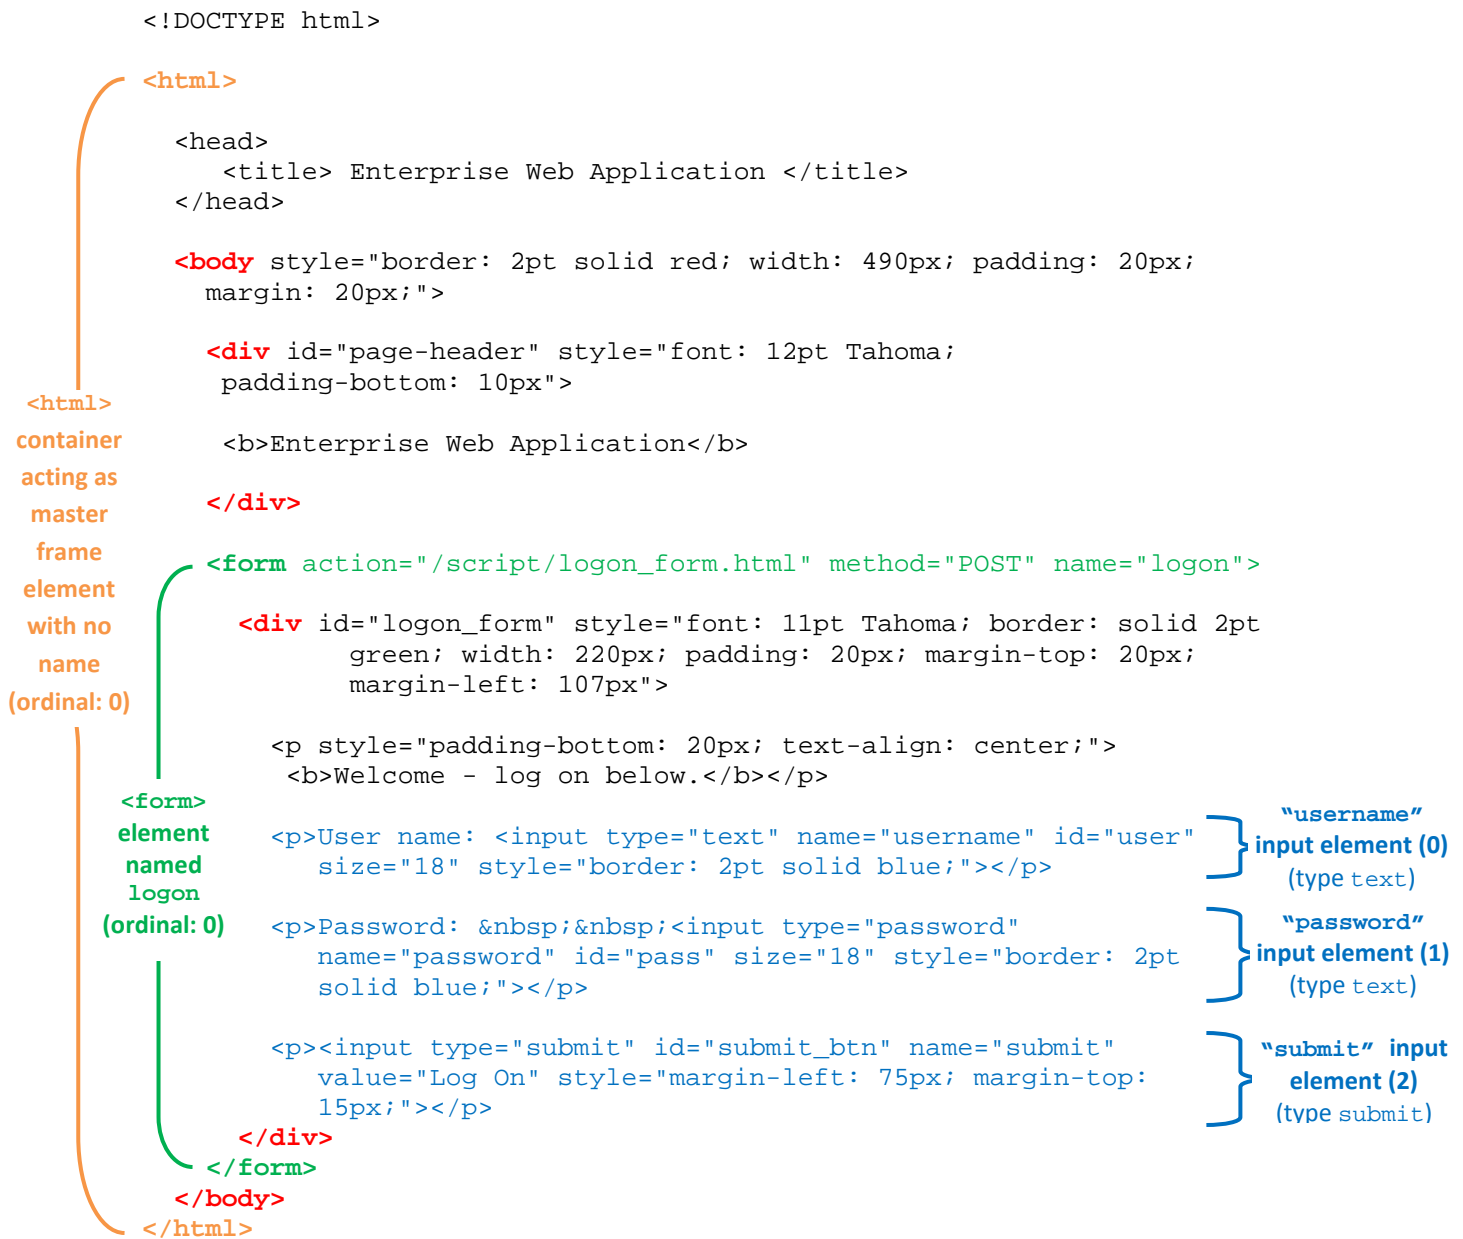 <!DOCTYPE html>
<html>
<head>
<title> Enterprise Web Application </title>
</head>
<body style="border: 2pt solid red; width: 490px; padding: 20px;
margin: 20px;">
<div id="page-header" style="font: 12pt Tahoma;
padding-bottom: 10px">
<b>Enterprise Web Application</b>
</div>
<html>
container
acting as
master
frame
element
with no
name
(ordinal: 0)
<form action="/script/logon_form.html" method="POST" name="logon">
<div id="logon_form" style="font: 11pt Tahoma; border: solid 2pt
green; width: 220px; padding: 20px; margin-top: 20px;
margin-left: 107px">
<p style="padding-bottom: 20px; text-align: center;">
<b>Welcome - log on below.</b></p>
<form>
element
named
logon
(ordinal: 0)
<p>User name: <input type="text" name="username" id="user"
size="18" style="border: 2pt solid blue;"></p>
“username”
input element (0)
(type text)
<p>Password: &nbsp;&nbsp;<input type="password"
name="password" id="pass" size="18" style="border: 2pt
solid blue;"></p>
“password”
input element (1)
(type text)
<p><input type="submit" id="submit_btn" name="submit"
value="Log On" style="margin-left: 75px; margin-top:
15px;"></p>
“submit” input
element (2)
(type submit)
</div>
</form>
</body>
</html>